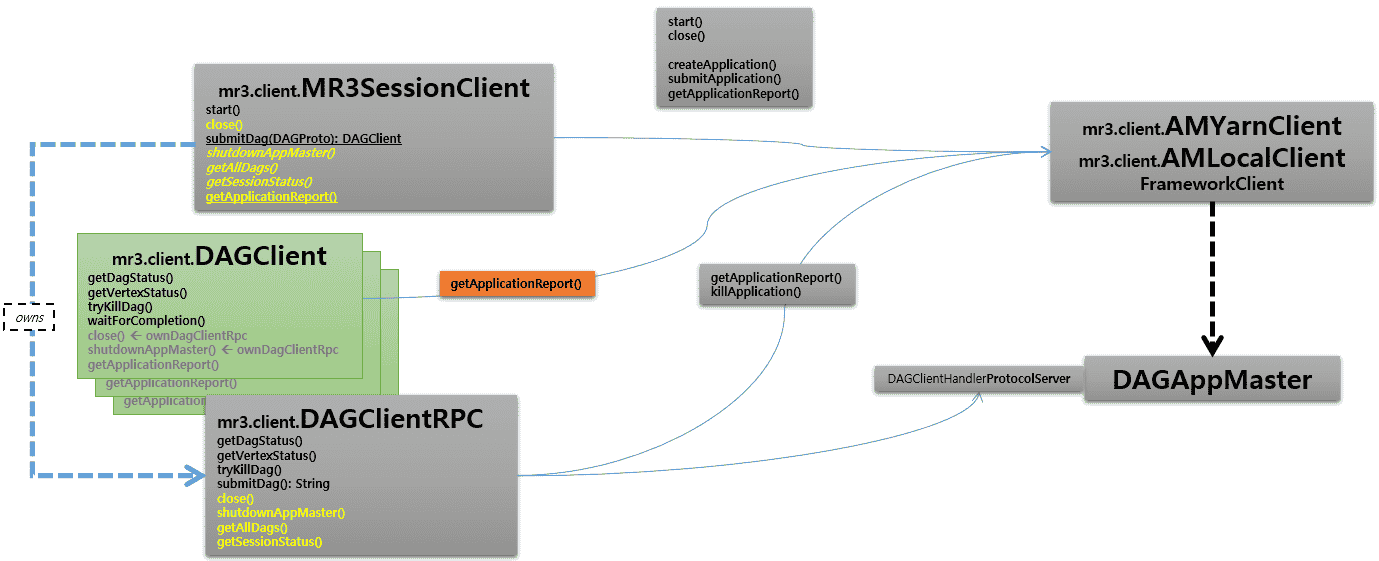 start()
close()
createApplication()
submitApplication()
getApplicationReport()
mr3.client.MR3SessionClient
start()
close()
submitDag(DAGProto): DAGClient
shutdownAppMaster()
getAllDags()
getSessionStatus()
getApplicationReport()
mr3.client.AMYarnClient
mr3.client.AMLocalClient
FrameworkClient
mr3.client.DAGClient
getDagStatus()
getVertexStatus()
tryKillDag()
waitForCompletion()
close() ← ownDagClientRpc
shutdownAppMaster() ← ownDagClientRpc
getApplicationReport()
getApplicationReport()
getApplication
getApplicationReport()
getApplicationReport()
killApplication()
owns
DAGClientHandlerProtocolServer
DAGAppMaster
mr3.client.DAGClientRPC
getDagStatus()
getVertexStatus()
tryKillDag()
submitDag(): String
close()
shutdownAppMaster()
getAllDags()
getSessionStatus()